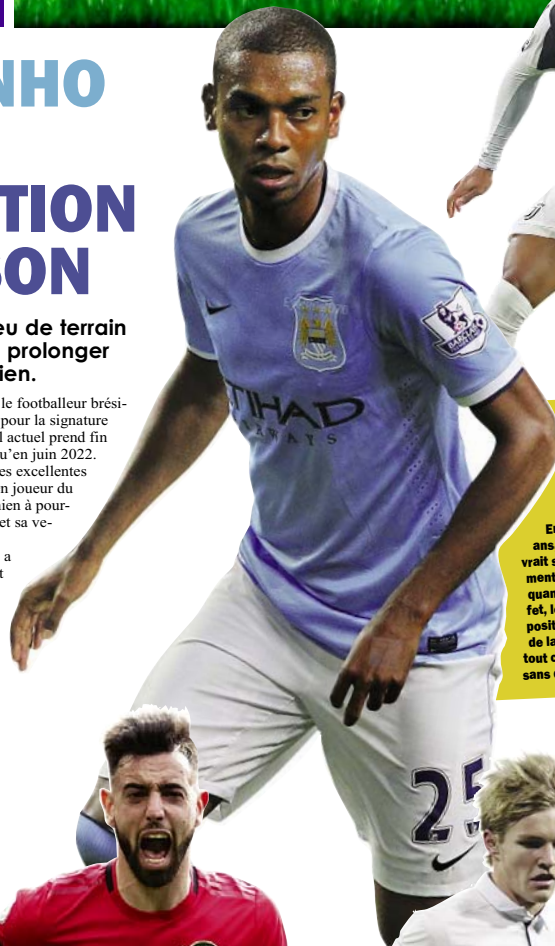 NHO
TION
SON
eu de terrain
prolonger
ien.
le footballeur brési-
pour la signature
l actuel prend fin
u'en juin 2022.
es excellentes
n joueur du
nien à pour-
et sa ve-
a
t
ETIHAD
AIRWAYS
BARCLAYS
25
E
ans
vrait s
ment
quan
fet, l
posit
de la
tout c
sans